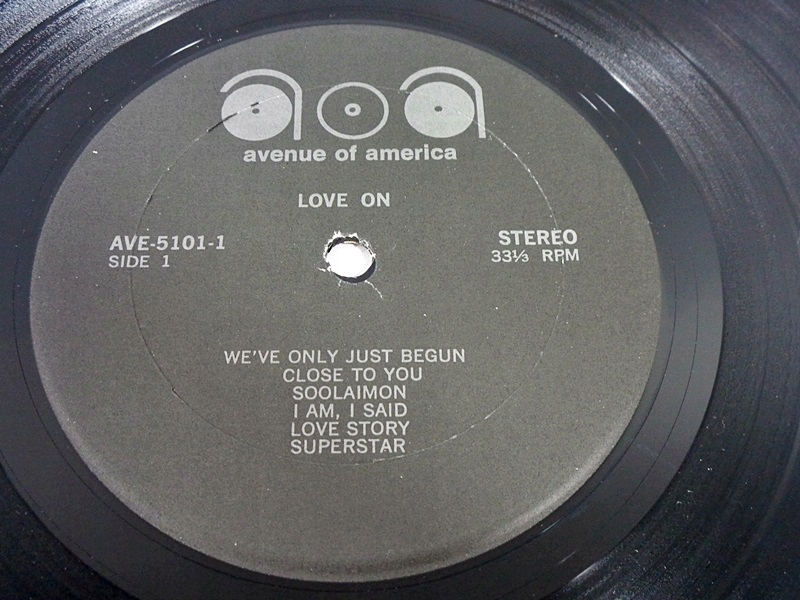 aoa
avenue of america
LOVE ON
AVE-5101-1
SIDE 1
STEREO
33⅓ RPM
WE'VE ONLY JUST BEGUN
CLOSE TO YOU
SOOLAIMON
I AM, I SAID
LOVE STORY
SUPERSTAR